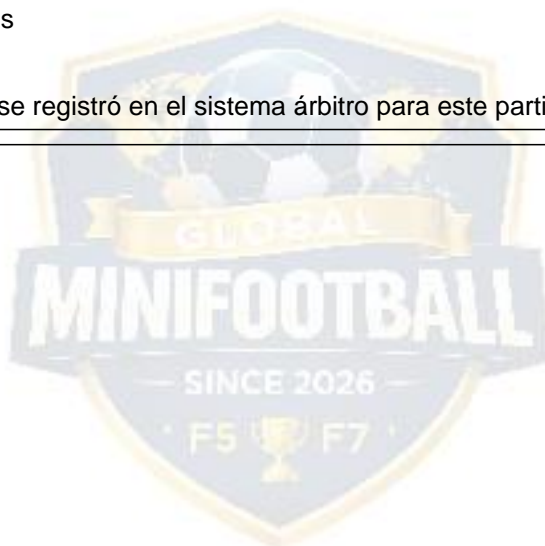 s
se registró en el sistema árbitro para este parti
GLOBAL
MINIFOOTBALL
SINCE 2026
F5 F7